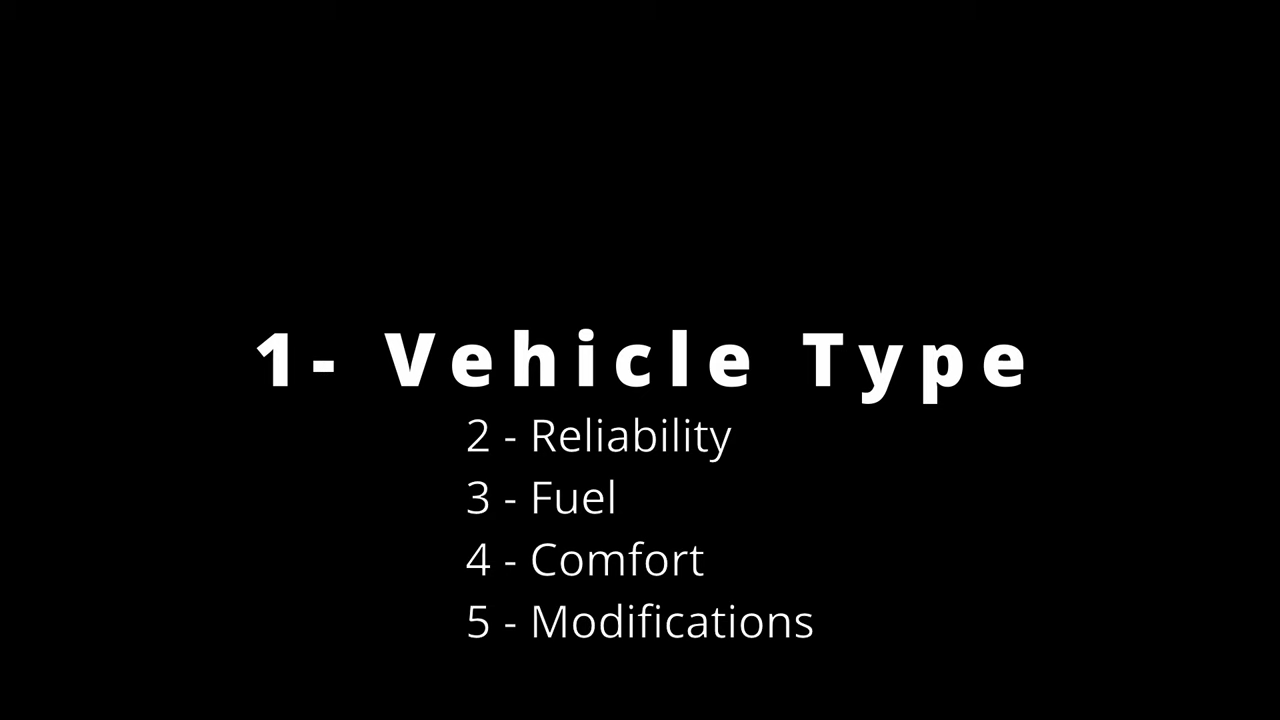 1- Vehicle Type
2 - Reliability
3 - Fuel
4 - Comfort
5 - Modifications